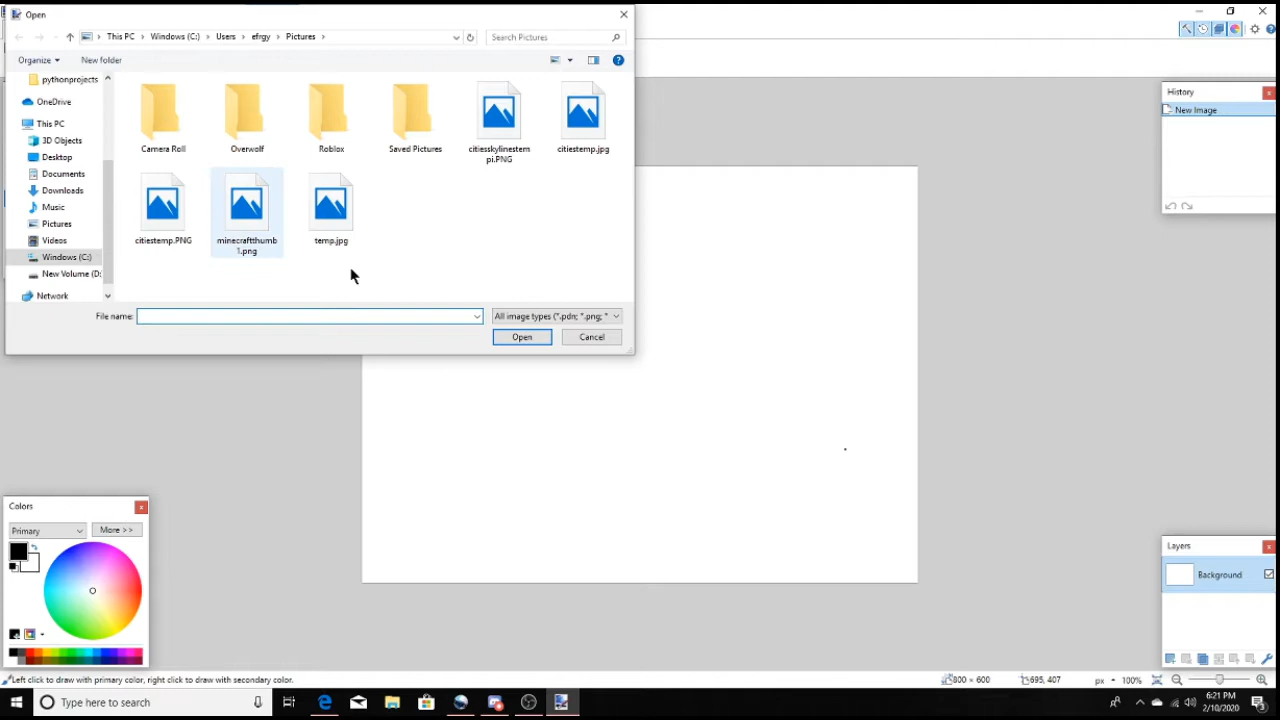 Open
This PC > Windows (C:) > Users > efrgy > Pictures >
Search Pictures
Organize
New folder
pythonprojects
OneDrive
This PC
3D Objects
Desktop
Documents
Downloads
Music
Pictures
Videos
Windows (C:)
New Volume (D:
Network
Camera Roll
Overwolf
Roblox
Saved Pictures
citiesskylinestem
pi.PNG
citiestemp.jpg
citiestemp.PNG
minecraftthumb
1.png
temp.jpg
File name:
All image types (*.pdn; *.png; *
Open
Cancel
History
New Image
Colors
Primary
More >>
Layers
Background
Left click to draw with primary color, right click to draw with secondary color.
800 × 600
695, 407
px
100%
Type here to search
6:21 PM
2/10/2020
3